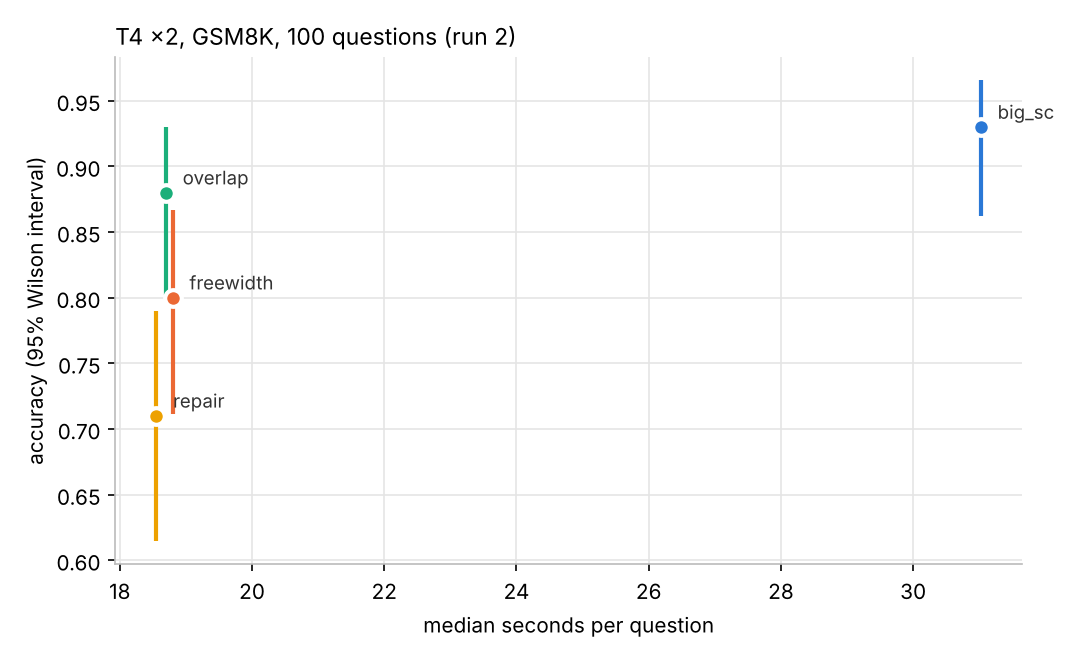 T4 ×2, GSM8K, 100 questions (run 2)
accuracy (95% Wilson interval)
0.95
0.90
0.85
0.80
0.75
0.70
0.65
0.60
big_sc
overlap
freewidth
repair
18 20 22 24 26 28 30
median seconds per question